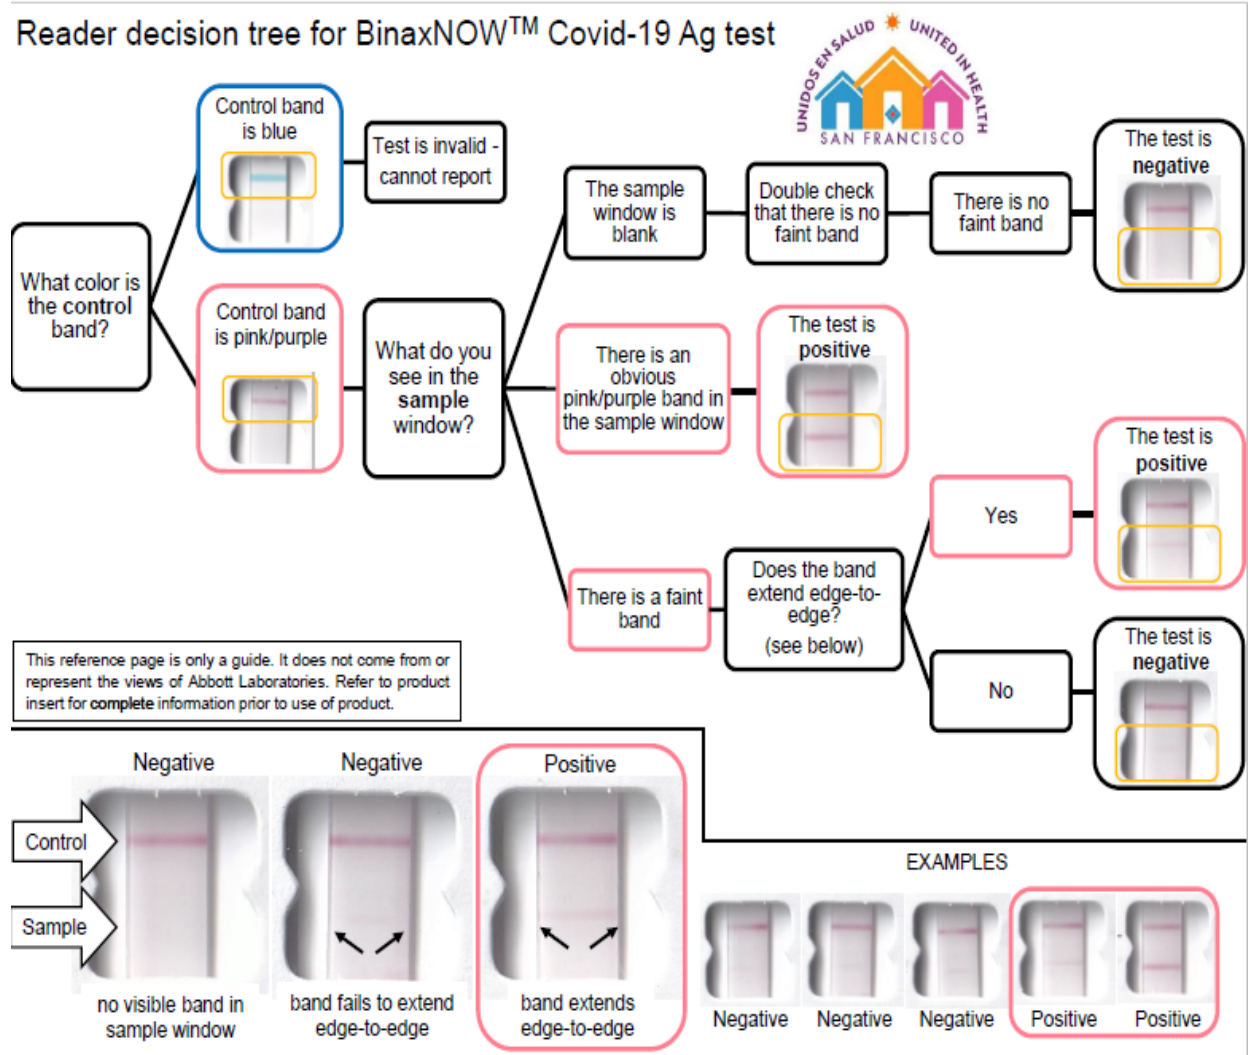 Reader decision tree for BinaxNOW™ Covid-19 Ag test
UNIDOS EN SALUD
UNITED IN HEALTH
SAN FRANCISCO
What color is
the control
band?
Control band
is blue
Test is invalid -
cannot report
Control band
is pink/purple
What do you
see in the
sample
window?
The sample
window is
blank
Double check
that there is no
faint band
There is no
faint band
The test is
negative
There is an
obvious
pink/purple band in
the sample window
The test is
positive
There is a faint
band
Does the band
extend edge-to-
edge?
(see below)
Yes
The test is
positive
No
The test is
negative
This reference page is only a guide. It does not come from or
represent the views of Abbott Laboratories. Refer to product
insert for complete information prior to use of product.
Negative
Negative
Positive
Control
Sample
no visible band in
sample window
band fails to extend
edge-to-edge
band extends
edge-to-edge
EXAMPLES
Negative
Negative
Negative
Positive
Positive